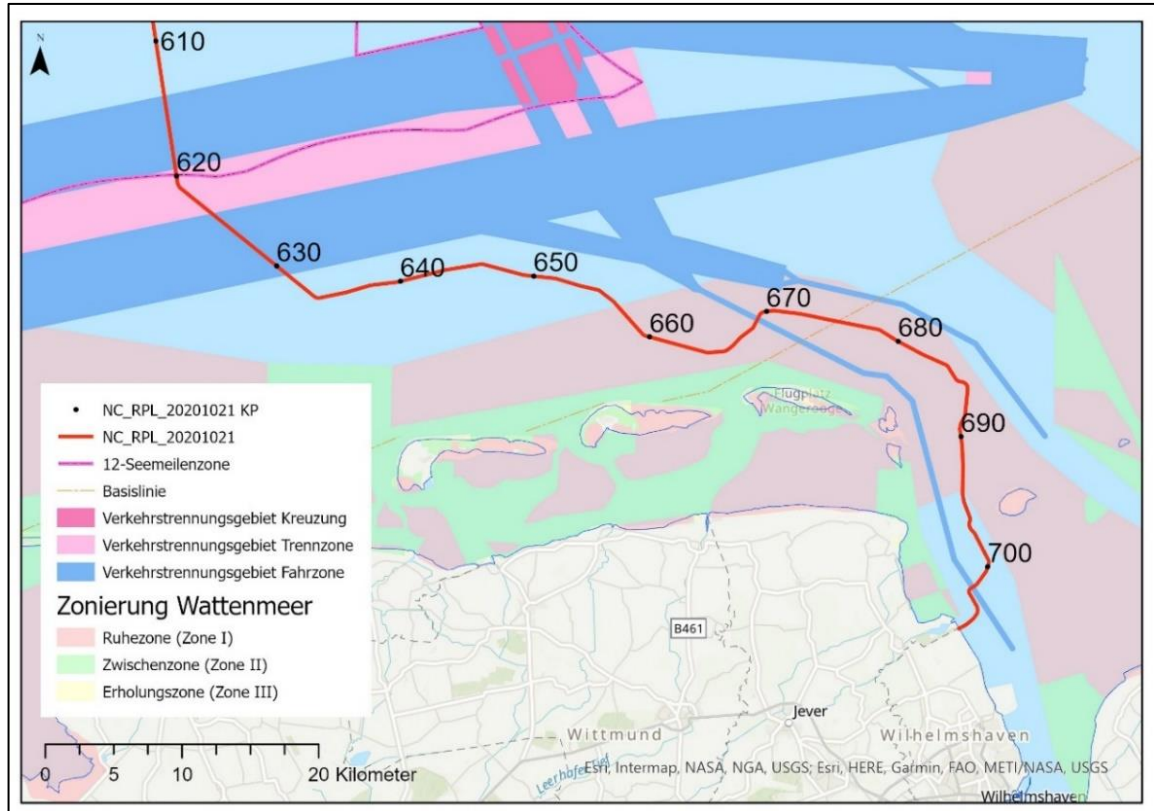 N
610
620
630
640
650
660
670
680
690
700
Flugplatz
Wangerooge
NC_RPL_20201021 KP
NC_RPL_20201021
12-Seemeilenzone
Basislinie
Verkehrstrennungsgebiet Kreuzung
Verkehrstrennungsgebiet Trennzone
Verkehrstrennungsgebiet Fahrzone
Zonierung Wattenmeer
Ruhezone (Zone I)
Zwischenzone (Zone II)
Erholungszone (Zone III)
0 5 10 20 Kilometer
B461
Jever
Wittmund
Wilhelmshaven
Leerhafer Tief
Esri, Intermap, NASA, NGA, USGS; Esri, HERE, Garmin, FAO, METI/NASA, USGS
Wilhelmshaven